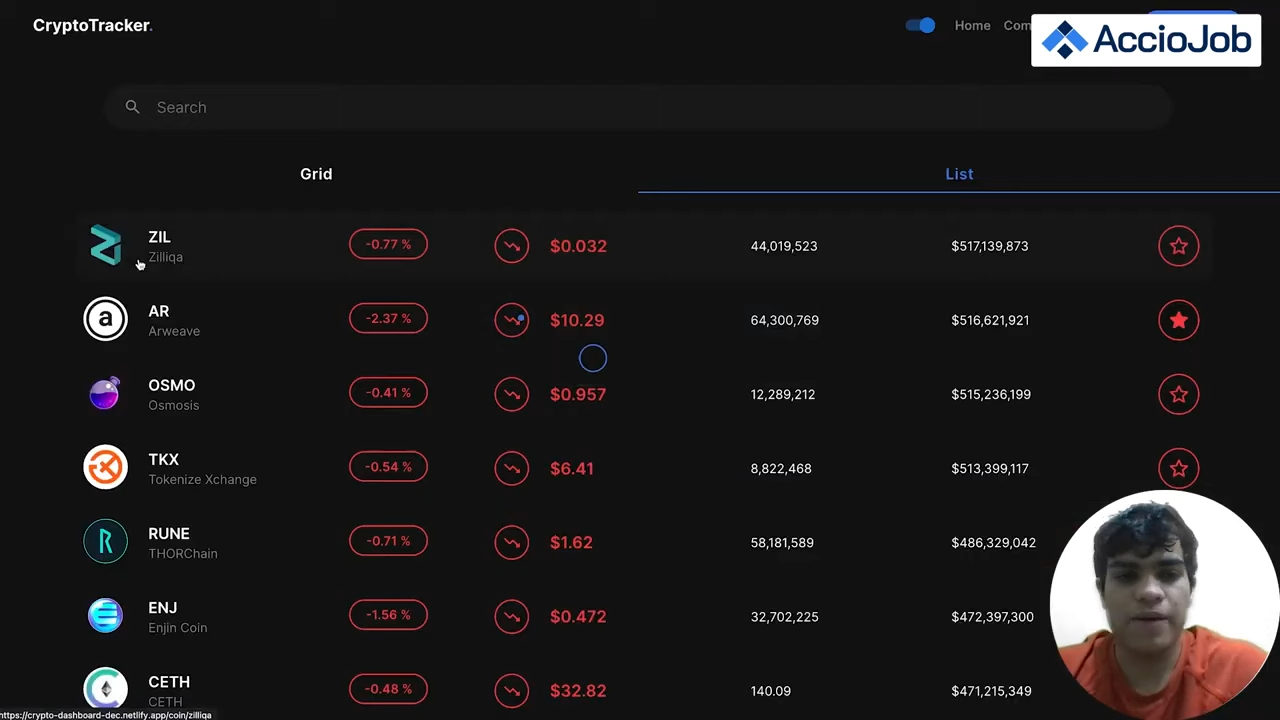 CryptoTracker.
Home Com
AccioJob
Search
Grid
List
ZIL
Zilliqa
-0.77 %
$0.032
44,019,523
$517,139,873
a
AR
Arweave
-2.37 %
$10.29
64,300,769
$516,621,921
OSMO
Osmosis
-0.41 %
$0.957
12,289,212
$515,236,199
TKX
Tokenize Xchange
-0.54 %
$6.41
8,822,468
$513,399,117
RUNE
THORChain
-0.71 %
$1.62
58,181,589
$486,329,042
ENJ
Enjin Coin
-1.56 %
$0.472
32,702,225
$472,397,300
CETH
CETH
-0.48 %
$32.82
140.09
$471,215,349
https://crypto-dashboard-dec.netlify.app/coin/zilliqa